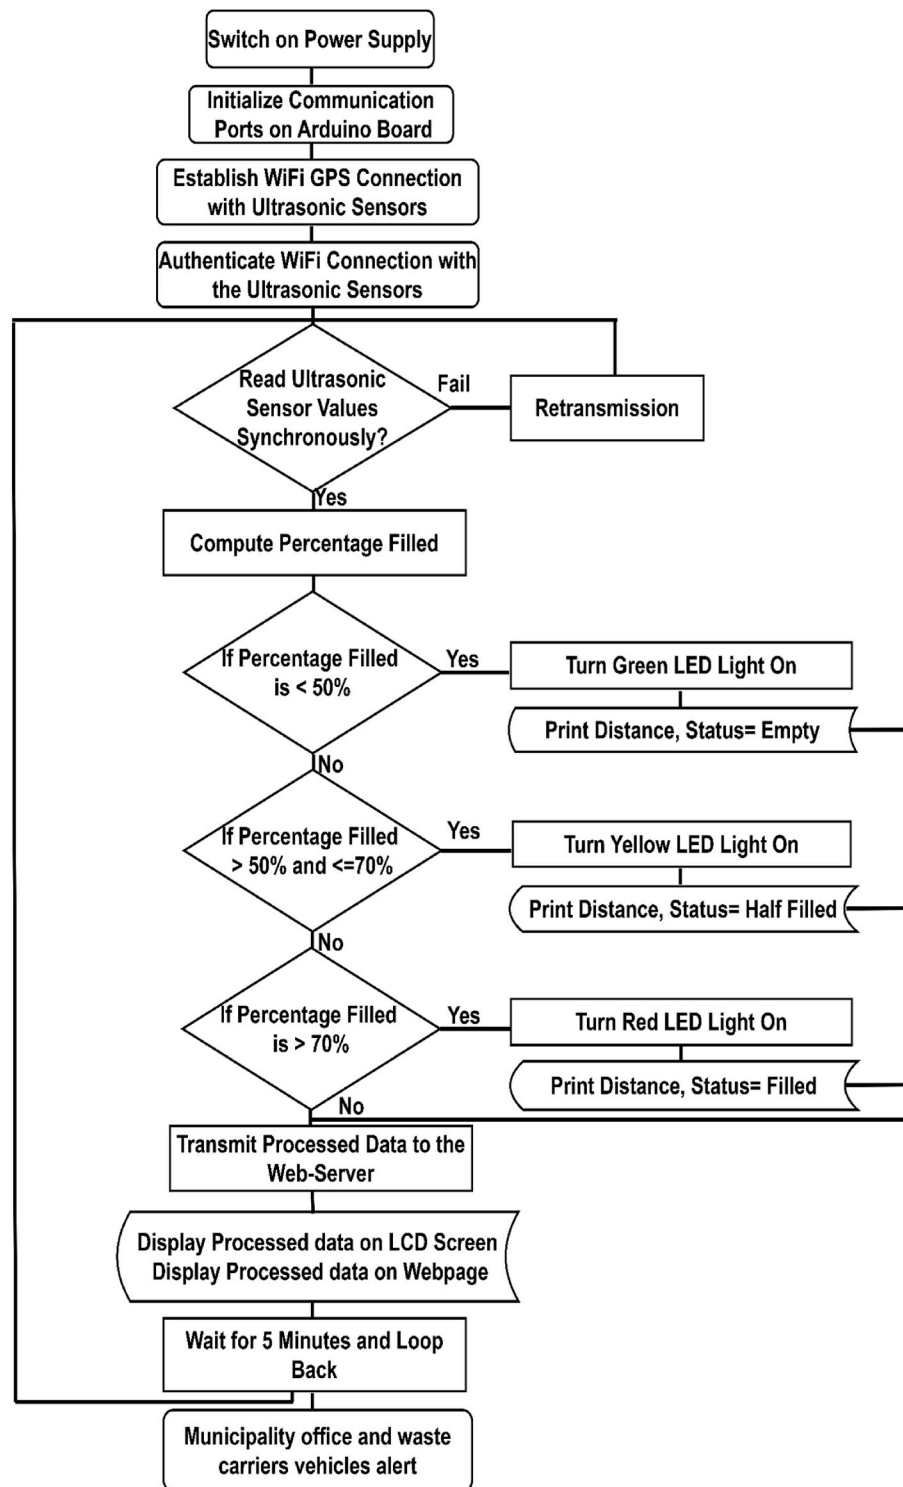 Switch on Power Supply
Initialize Communication
Ports on Arduino Board
Establish WiFi GPS Connection
with Ultrasonic Sensors
Authenticate WiFi Connection with
the Ultrasonic Sensors
Read Ultrasonic
Sensor Values
Synchronously?
Fail
Retransmission
Yes
Compute Percentage Filled
If Percentage Filled
is < 50%
Yes
Turn Green LED Light On
Print Distance, Status= Empty
No
If Percentage Filled
> 50% and <=70%
Yes
Turn Yellow LED Light On
Print Distance, Status= Half Filled
No
If Percentage Filled
is > 70%
Yes
Turn Red LED Light On
Print Distance, Status= Filled
No
Transmit Processed Data to the
Web-Server
Display Processed data on LCD Screen
Display Processed data on Webpage
Wait for 5 Minutes and Loop
Back
Municipality office and waste
carriers vehicles alert